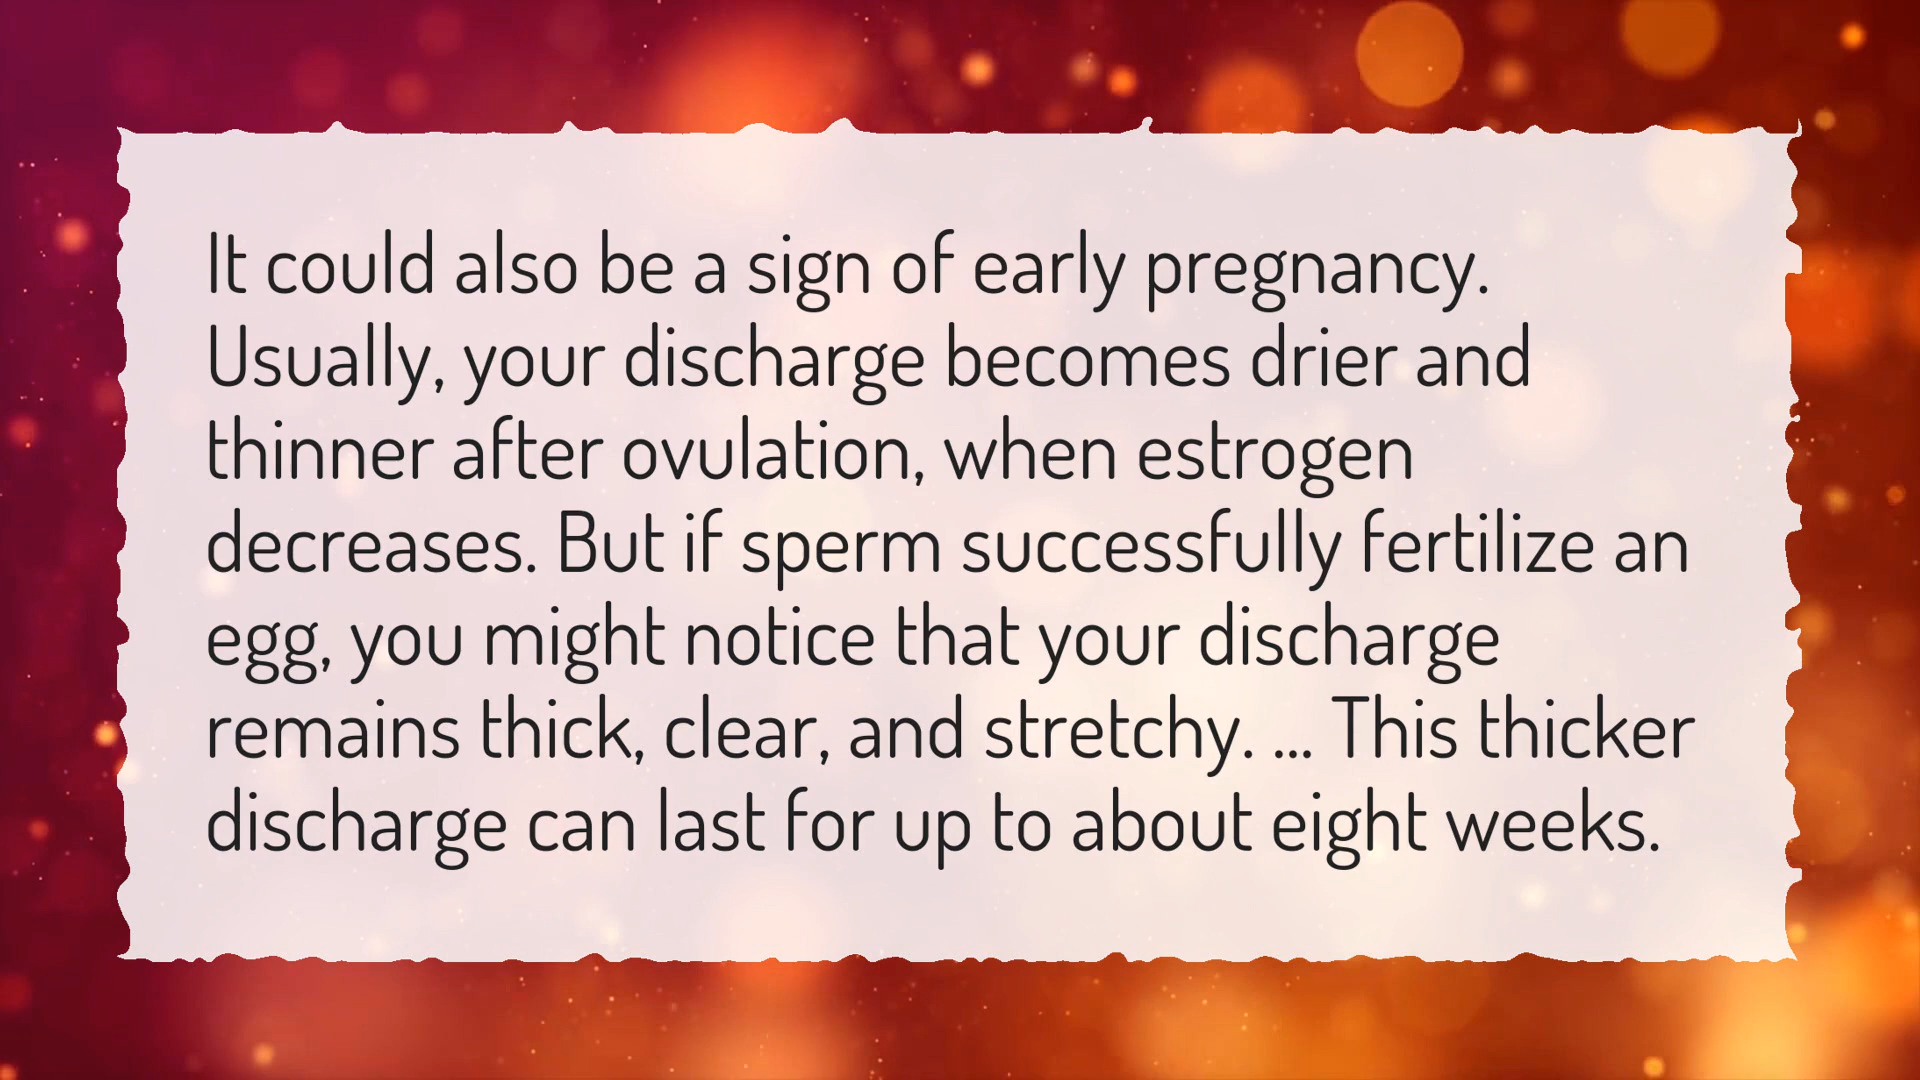 It could also be a sign of early pregnancy.
Usually, your discharge becomes drier and
thinner after ovulation, when estrogen
decreases. But if sperm successfully fertilize an
egg, you might notice that your discharge
remains thick, clear, and stretchy. ... This thicker
discharge can last for up to about eight weeks.